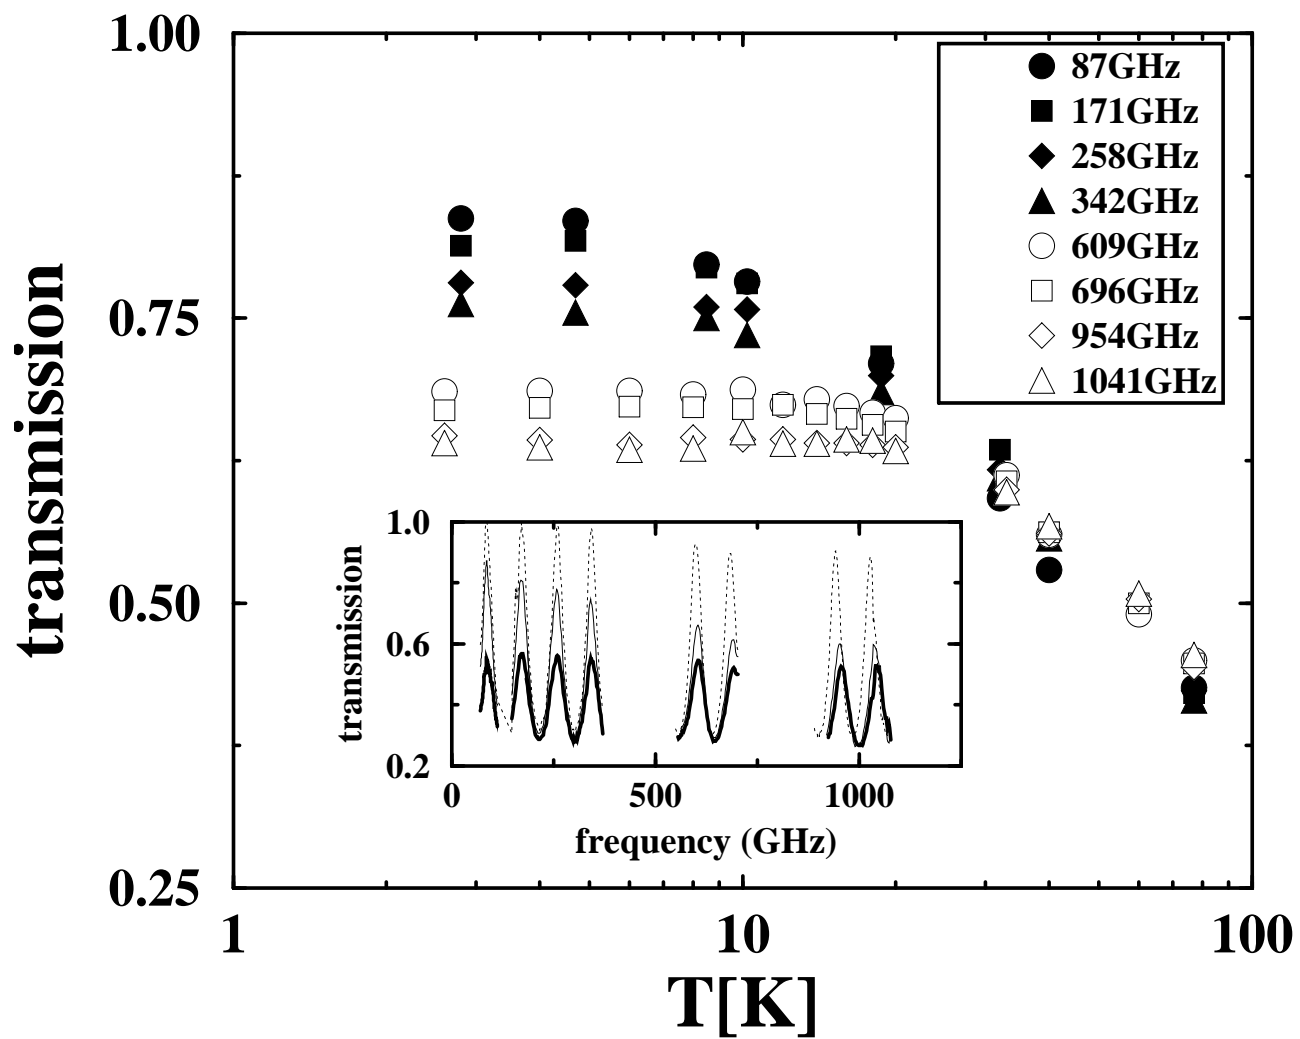 1.00
0.75
0.50
0.25
transmission
1 10 100
T[K]
87GHz
171GHz
258GHz
342GHz
609GHz
696GHz
954GHz
1041GHz
1.0
0.6
0.2
transmission
0 500 1000
frequency (GHz)